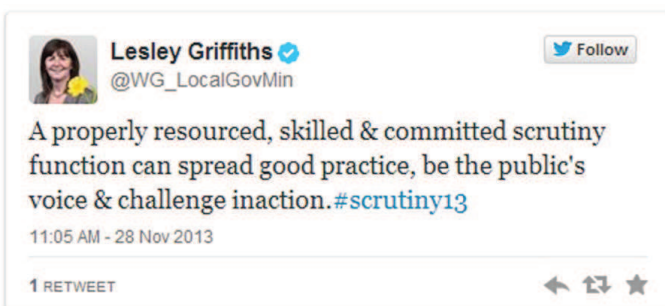 Lesley Griffiths
Follow
@WG_LocalGovMin
A properly resourced, skilled & committed scrutiny
function can spread good practice, be the public's
voice & challenge inaction.#scrutiny13
11:05 AM - 28 Nov 2013
1 RETWEET